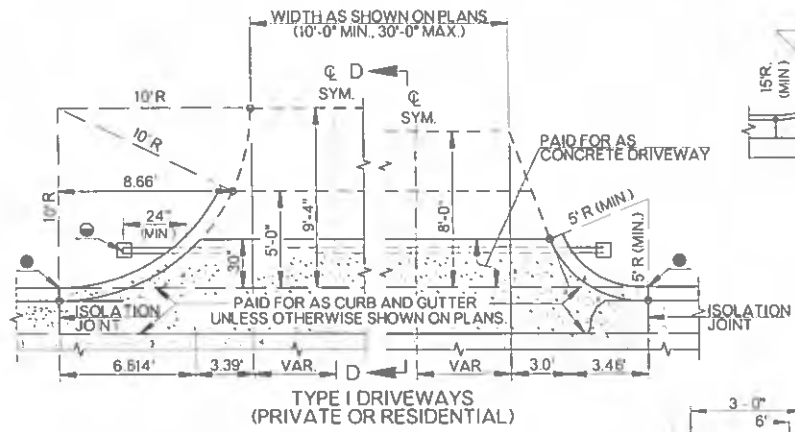 WIDTH AS SHOWN ON PLANS
(10'-0" MIN., 30'-0" MAX.)
℄ D
SYM.
℄
SYM.
10'R
10'R
8.66'
10'R
24"
(MIN)
30"
5'-0"
9'-4"
8'-0"
PAID FOR AS
CONCRETE DRIVEWAY
5'R (MIN.)
5'R (MIN.)
15'R.
(MIN)
ISOLATION
JOINT
PAID FOR AS CURB AND GUTTER
UNLESS OTHERWISE SHOWN ON PLANS.
ISOLATION
JOINT
6.614'
3.39'
VAR.
D
VAR
3.0'
3.46'
TYPE I DRIVEWAYS
(PRIVATE OR RESIDENTIAL)
3-0"
6'